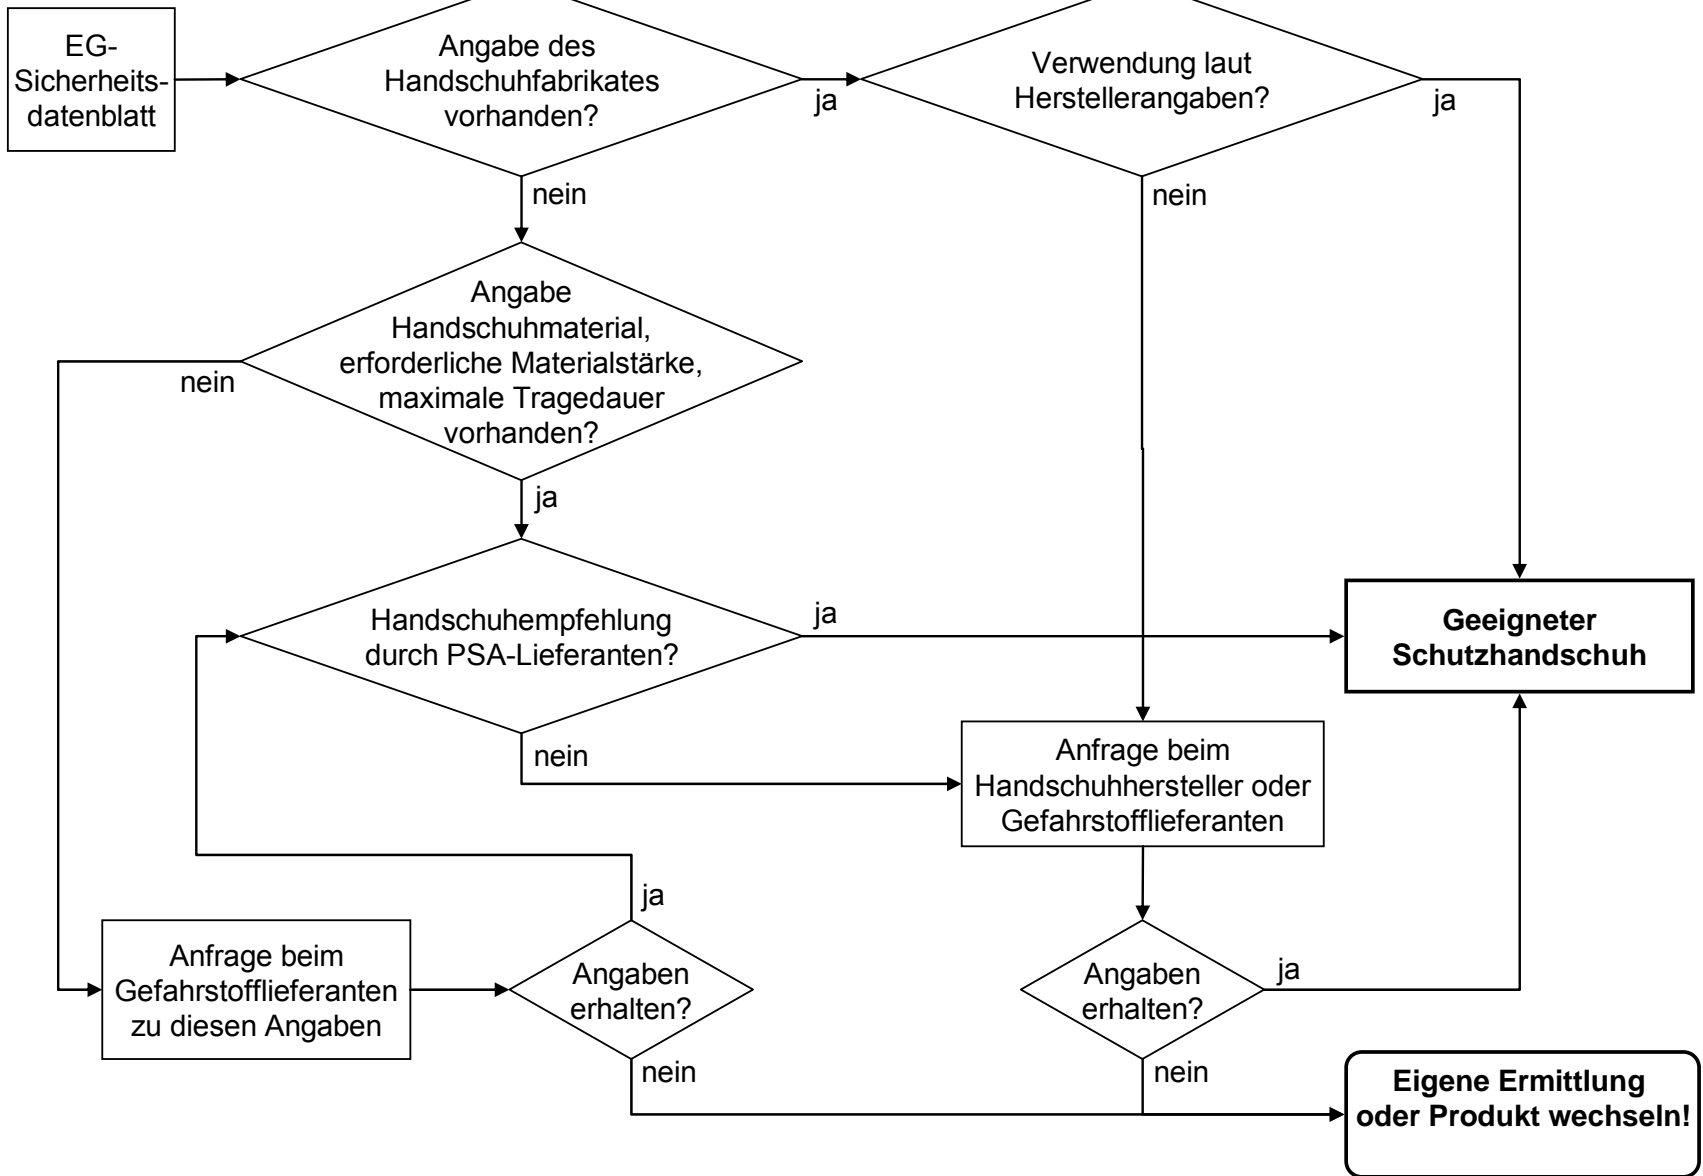 EG-
Sicherheits-
datenblatt
Angabe des
Handschuhfabrikates
vorhanden?
ja
Verwendung laut
Herstellerangaben?
ja
nein
nein
Angabe
Handschuhmaterial,
erforderliche Materialstärke,
maximale Tragedauer
vorhanden?
nein
ja
Handschuhempfehlung
durch PSA-Lieferanten?
ja
nein
Geeigneter
Schutzhandschuh
Anfrage beim
Handschuhhersteller oder
Gefahrstofflieferanten
Anfrage beim
Gefahrstofflieferanten
zu diesen Angaben
ja
Angaben
erhalten?
nein
Angaben
erhalten?
ja
nein
Eigene Ermittlung
oder Produkt wechseln!